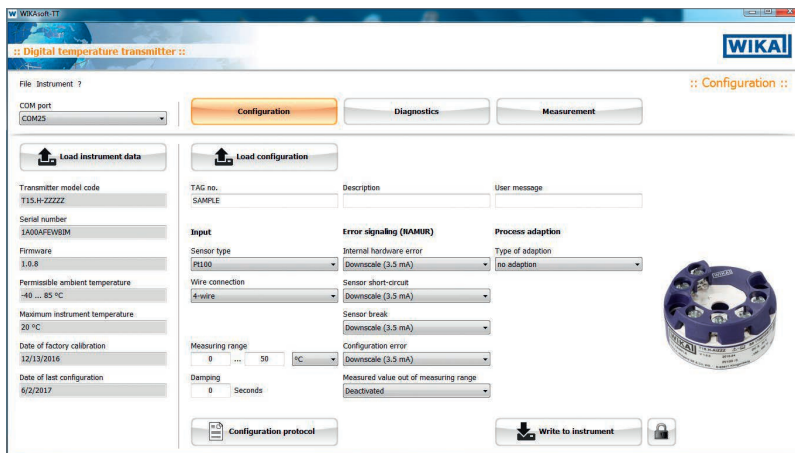 WIKAsoft-TT
:: Digital temperature transmitter ::
WIKAI
File Instrument ?
:: Configuration ::
COM port
COM25
Configuration
Diagnostics
Measurement
Load instrument data
Load configuration
Transmitter model code
T15.H-ZZZZZ
TAG no.
SAMPLE
Description
User message
Serial number
1A00AFEW8IM
Input
Error signaling (NAMUR)
Process adaption
Firmware
1.0.8
Sensor type
Pt100
Internal hardware error
Downscale (3.5 mA)
Type of adaption
no adaption
Permissible ambient temperature
-40 ... 85 °C
Wire connection
4-wire
Sensor short-circuit
Downscale (3.5 mA)
Maximum instrument temperature
20 °C
Sensor break
Downscale (3.5 mA)
Date of factory calibration
12/13/2016
Measuring range
0 ... 50 °C
Configuration error
Downscale (3.5 mA)
Date of last configuration
6/2/2017
Damping
0 Seconds
Measured value out of measuring range
Deactivated
Configuration protocol
Write to instrument
WIKAI